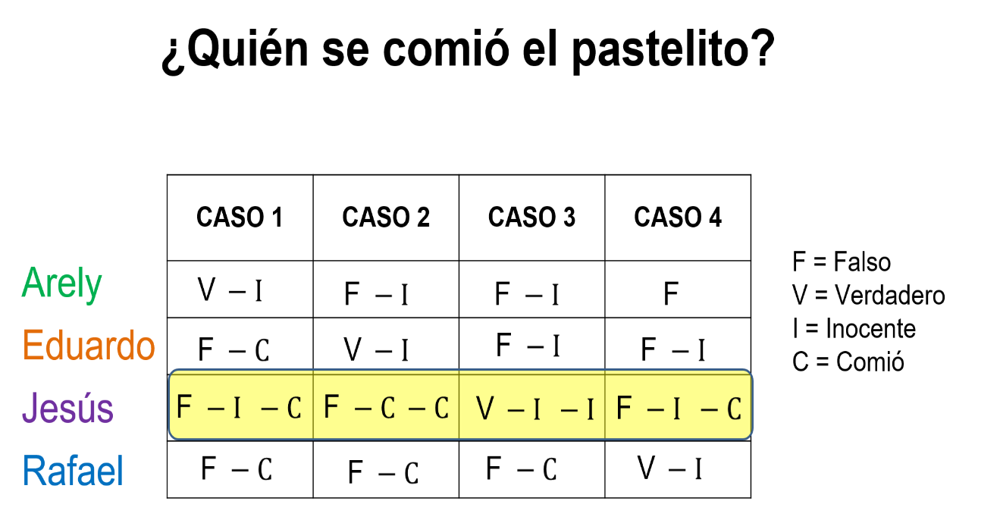 ¿Quién se comió el pastelito?
CASO 1 CASO 2 CASO 3 CASO 4
Arely V – I F – I F – I F
Eduardo F – C V – I F – I F – I
Jesús F – I – C F – C – C V – I – I F – I – C
Rafael F – C F – C F – C V – I
F = Falso
V = Verdadero
I = Inocente
C = Comió